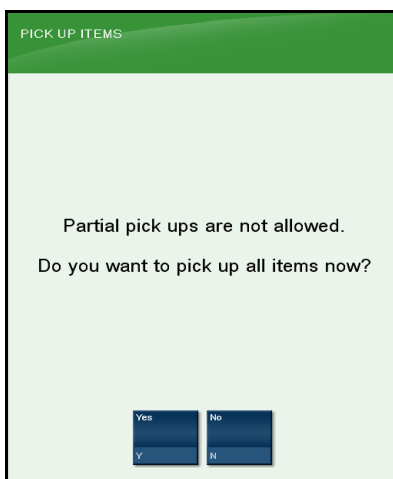 PICK UP ITEMS
Partial pick ups are not allowed.
Do you want to pick up all items now?
Yes No
Y N